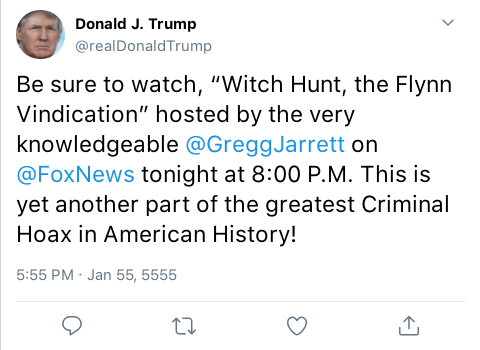 Donald J. Trump
@realDonaldTrump
Be sure to watch, “Witch Hunt, the Flynn
Vindication” hosted by the very
knowledgeable @GreggJarrett on
@FoxNews tonight at 8:00 P.M. This is
yet another part of the greatest Criminal
Hoax in American History!
5:55 PM · Jan 55, 5555